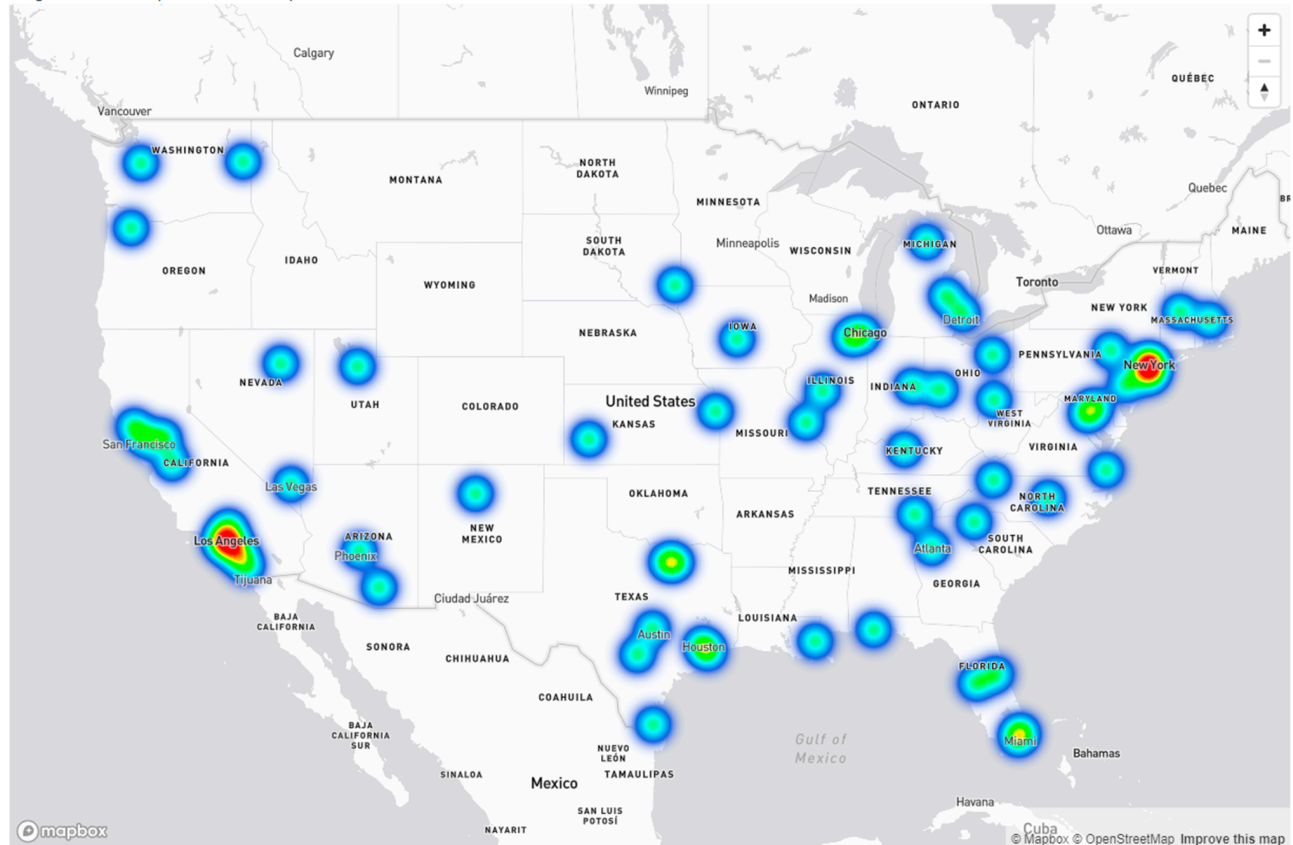 Calgary
QUÉBEC
Winnipeg
ONTARIO
Vancouver
WASHINGTON
NORTH
DAKOTA
MONTANA
Quebec
MINNESOTA
MAINE
Ottawa
SOUTH
DAKOTA
Minneapolis
WISCONSIN
MICHIGAN
IDAHO
OREGON
VERMONT
Toronto
WYOMING
Madison
NEW YORK
MASSACHUSETTS
Detroit
IOWA
NEBRASKA
Chicago
PENNSYLVANIA
New York
OHIO
NEVADA
ILLINOIS
INDIANA
UTAH
COLORADO
United States
MARYLAND
WEST
VIRGINIA
KANSAS
MISSOURI
San Francisco
VIRGINIA
KENTUCKY
CALIFORNIA
Las Vegas
OKLAHOMA
TENNESSEE
NORTH
CAROLINA
ARKANSAS
NEW
MEXICO
ARIZONA
Los Angeles
SOUTH
CAROLINA
Phoenix
Atlanta
MISSISSIPPI
Tijuana
GEORGIA
TEXAS
Ciudad Juárez
BAJA
CALIFORNIA
LOUISIANA
Austin
SONORA
Houston
CHIHUAHUA
FLORIDA
COAHUILA
BAJA
CALIFORNIA
SUR
Gulf of
Mexico
Miami
NUEVO
LEÓN
Bahamas
SINALOA
TAMAULIPAS
Mexico
Havana
SAN LUIS
POTOSÍ
NAYARIT
Cuba
mapbox
© Mapbox © OpenStreetMap Improve this map